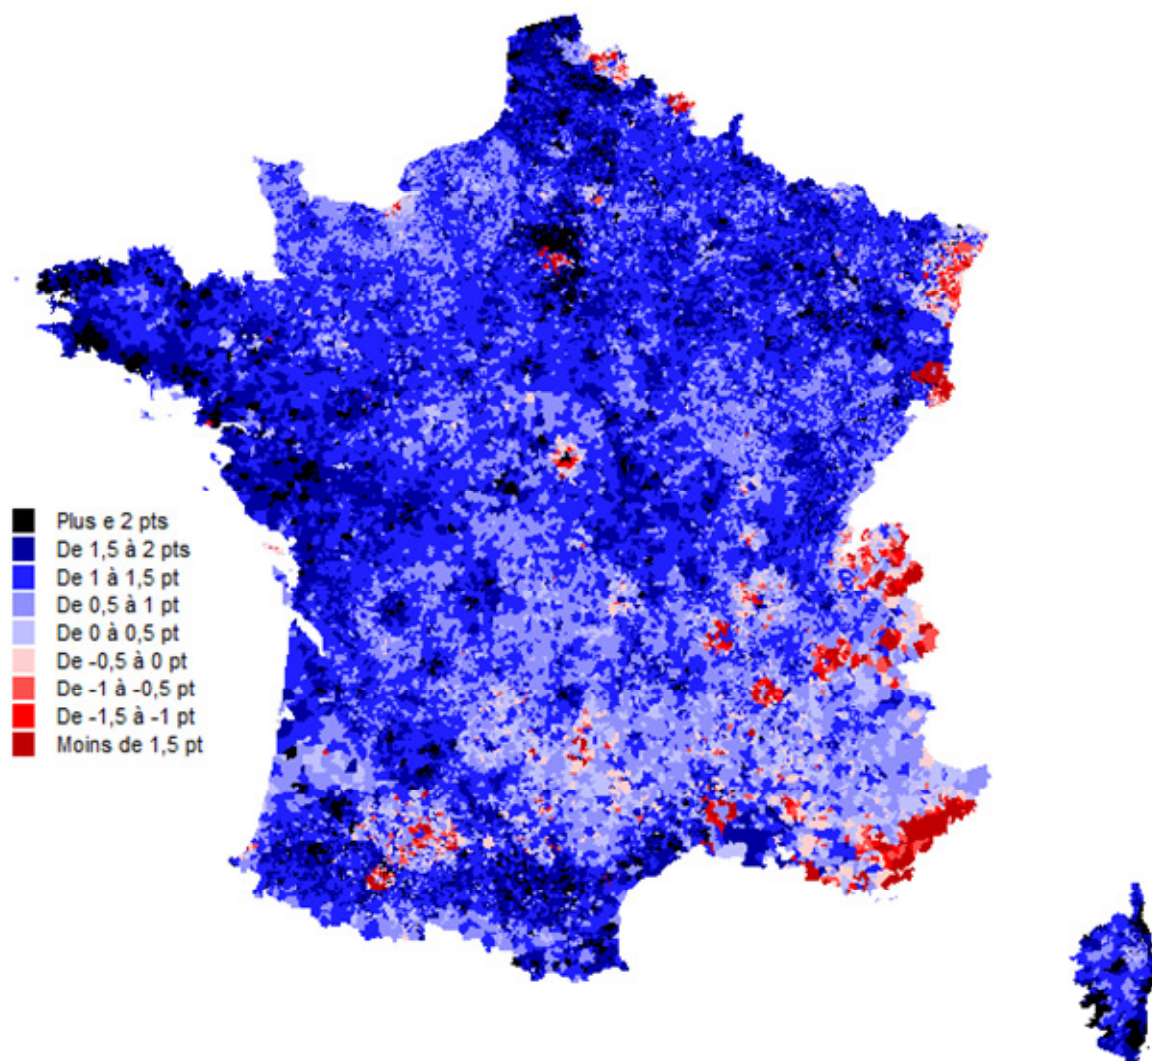 Plus e 2 pts
De 1,5 à 2 pts
De 1 à 1,5 pt
De 0,5 à 1 pt
De 0 à 0,5 pt
De -0,5 à 0 pt
De -1 à -0,5 pt
De -1,5 à -1 pt
Moins de 1,5 pt